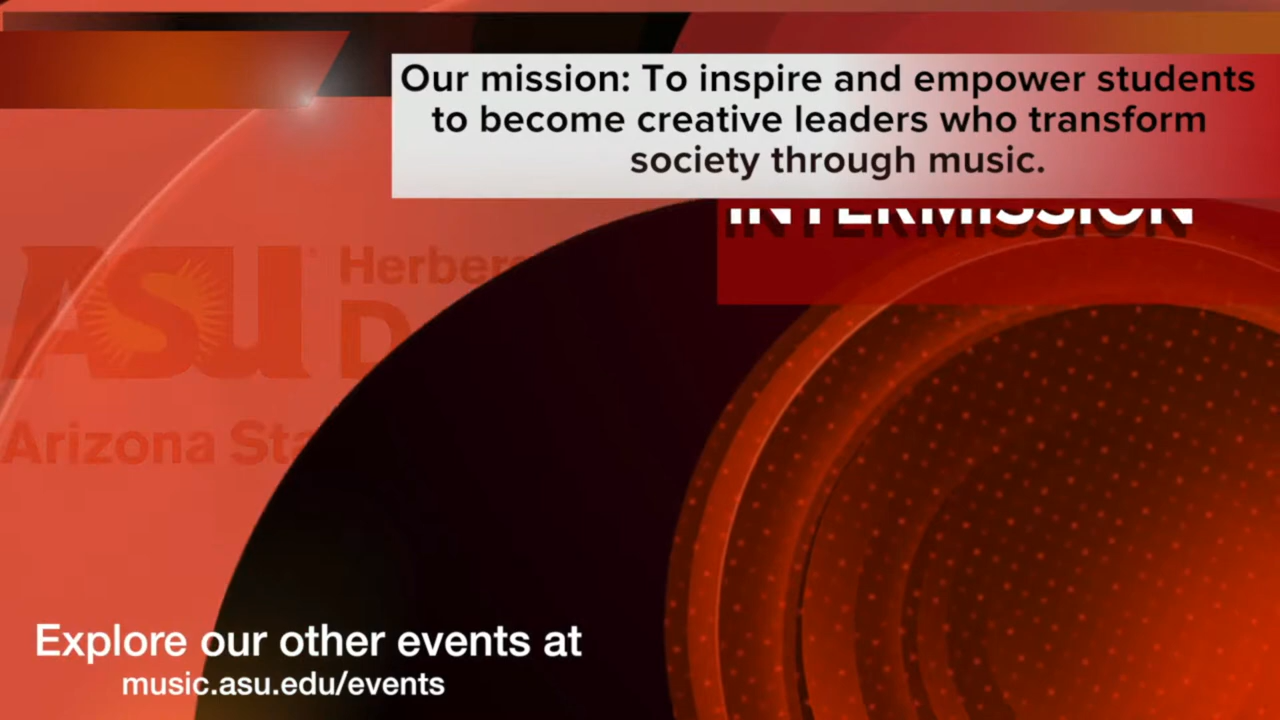 Our mission: To inspire and empower students
to become creative leaders who transform
society through music.
INTERMISSION
ASU
Arizona
Explore our other events at
music.asu.edu/events